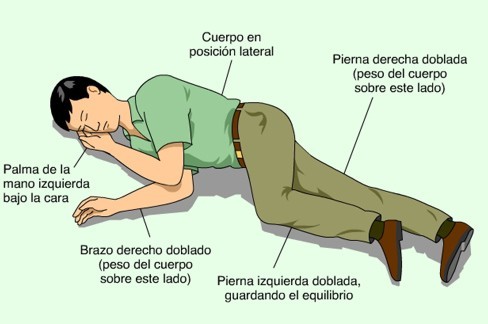 Cuerpo en
posición lateral
Pierna derecha doblada
(peso del cuerpo
sobre este lado)
Palma de la
mano izquierda
bajo la cara
Brazo derecho doblado
(peso del cuerpo
sobre este lado)
Pierna izquierda doblada,
guardando el equilibrio